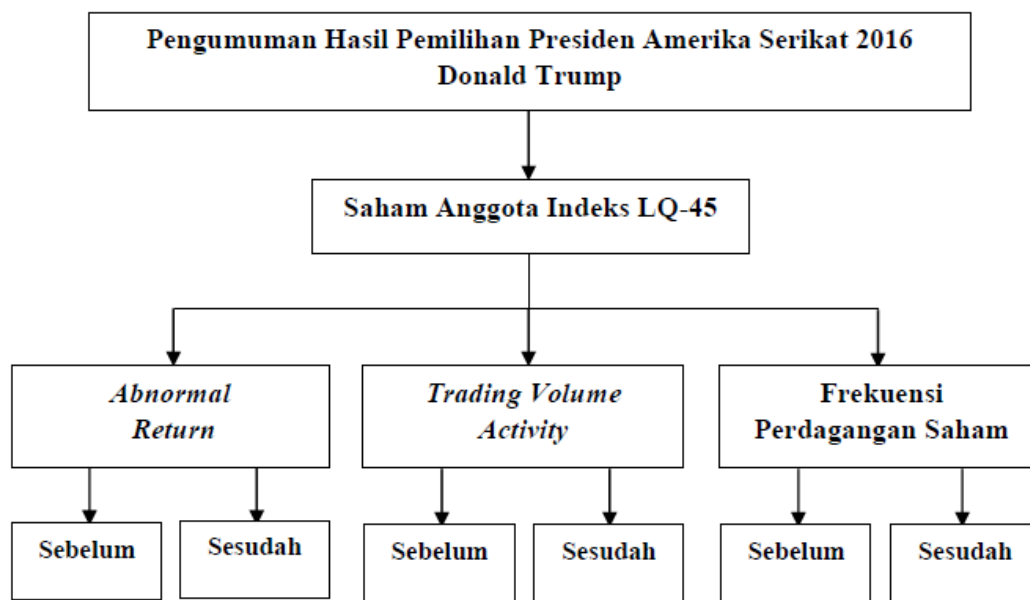 Pengumuman Hasil Pemilihan Presiden Amerika Serikat 2016
Donald Trump
Saham Anggota Indeks LQ-45
Abnormal
Return
Trading Volume
Activity
Frekuensi
Perdagangan Saham
Sebelum
Sesudah
Sebelum
Sesudah
Sebelum
Sesudah